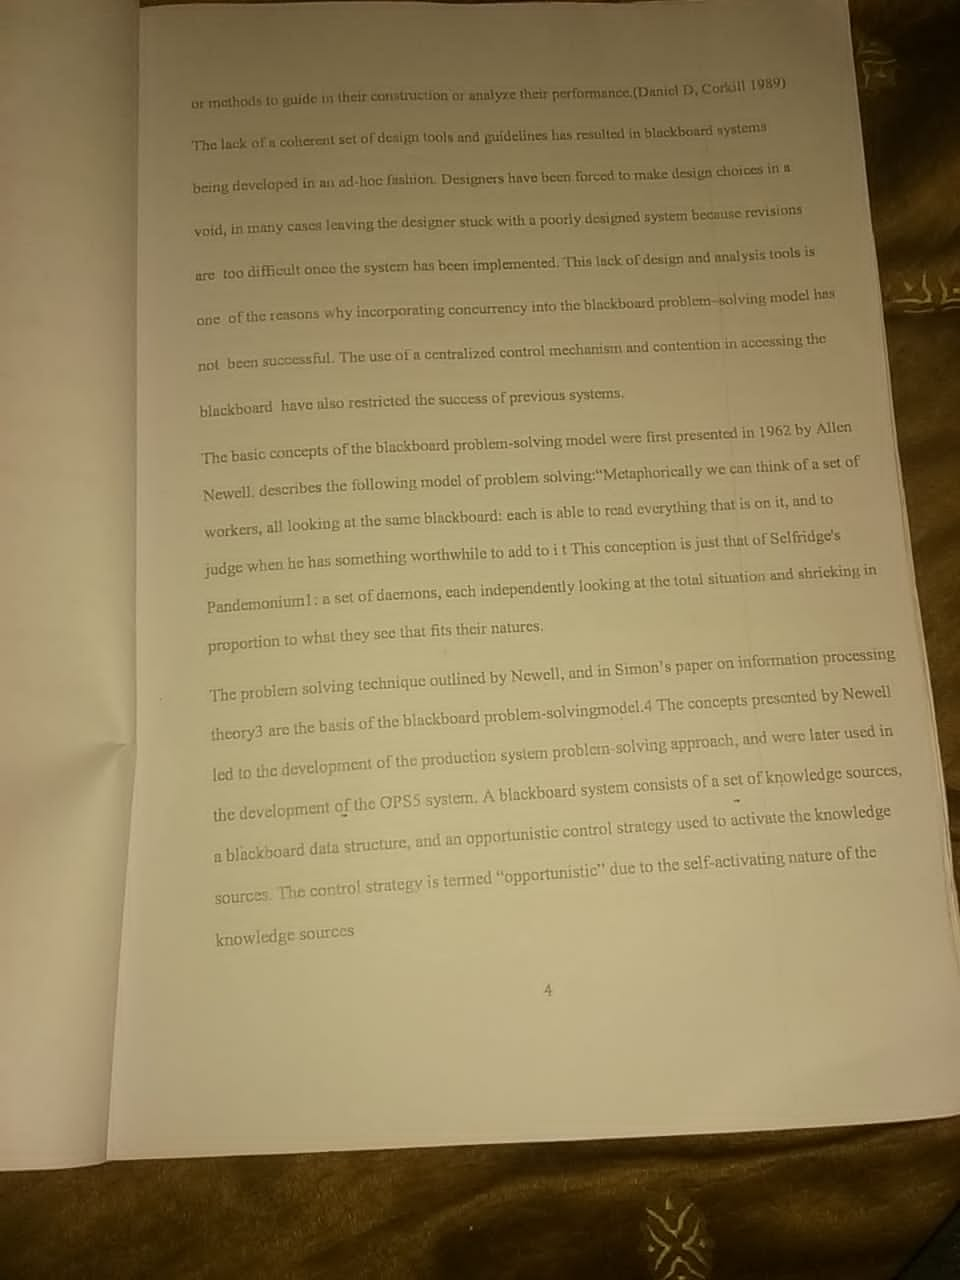 or methods to guide in their construction or analyze their performance.(Daniel D, Corkill 1989)
The lack of a coherent set of design tools and guidelines has resulted in blackboard systems
being developed in an ad-hoc fashion. Designers have been forced to make design choices in a
void, in many cases leaving the designer stuck with a poorly designed system because revisions
are too difficult once the system has been implemented. This lack of design and analysis tools is
one of the reasons why incorporating concurrency into the blackboard problem-solving model has
not been successful. The use of a centralized control mechanism and contention in accessing the
blackboard have also restricted the success of previous systems.
The basic concepts of the blackboard problem-solving model were first presented in 1962 by Allen
Newell. describes the following model of problem solving:“Metaphorically we can think of a set of
workers, all looking at the same blackboard: each is able to read everything that is on it, and to
judge when he has something worthwhile to add to i t This conception is just that of Selfridge's
Pandemonium1: a set of daemons, each independently looking at the total situation and shrieking in
proportion to what they see that fits their natures.
The problem solving technique outlined by Newell, and in Simon's paper on information processing
theory3 are the basis of the blackboard problem-solvingmodel.4 The concepts presented by Newell
led to the development of the production system problem-solving approach, and were later used in
the development of the OPS5 system. A blackboard system consists of a set of knowledge sources,
a blackboard data structure, and an opportunistic control strategy used to activate the knowledge
sources. The control strategy is termed “opportunistic” due to the self-activating nature of the
knowledge sources
4